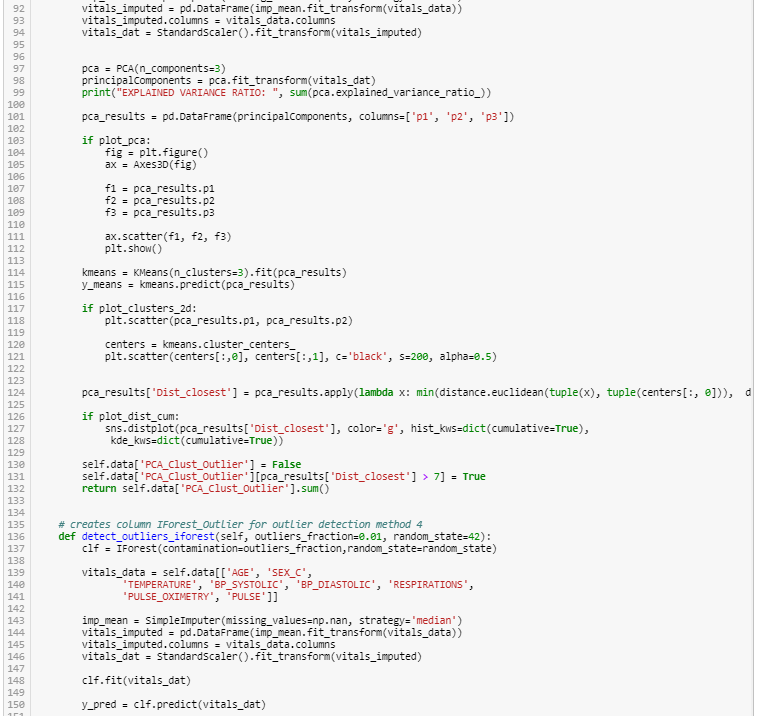 92 vitals_imputed = pd.DataFrame(imp_mean.fit_transform(vitals_data))
93 vitals_imputed.columns = vitals_data.columns
94 vitals_dat = StandardScaler().fit_transform(vitals_imputed)
95
96
97 pca = PCA(n_components=3)
98 principalComponents = pca.fit_transform(vitals_dat)
99 print("EXPLAINED VARIANCE RATIO: ", sum(pca.explained_variance_ratio_))
100
101 pca_results = pd.DataFrame(principalComponents, columns=['p1', 'p2', 'p3'])
102
103 if plot_pca:
104 fig = plt.figure()
105 ax = Axes3D(fig)
106
107 f1 = pca_results.p1
108 f2 = pca_results.p2
109 f3 = pca_results.p3
110
111 ax.scatter(f1, f2, f3)
112 plt.show()
113
114 kmeans = KMeans(n_clusters=3).fit(pca_results)
115 y_means = kmeans.predict(pca_results)
116
117 if plot_clusters_2d:
118 plt.scatter(pca_results.p1, pca_results.p2)
119
120 centers = kmeans.cluster_centers_
121 plt.scatter(centers[:,0], centers[:,1], c='black', s=200, alpha=0.5)
122
123
124 pca_results['Dist_closest'] = pca_results.apply(lambda x: min(distance.euclidean(tuple(x), tuple(centers[:, 0])), d
125
126 if plot_dist_cum:
127 sns.distplot(pca_results['Dist_closest'], color='g', hist_kws=dict(cumulative=True),
128 kde_kws=dict(cumulative=True))
129
130 self.data['PCA_Clust_Outlier'] = False
131 self.data['PCA_Clust_Outlier'][pca_results['Dist_closest'] > 7] = True
132 return self.data['PCA_Clust_Outlier'].sum()
133
134
135 # creates column IForest_Outlier for outlier detection method 4
136 def detect_outliers_iforest(self, outliers_fraction=0.01, random_state=42):
137 clf = IForest(contamination=outliers_fraction,random_state=random_state)
138
139 vitals_data = self.data[['AGE', 'SEX_C',
140 'TEMPERATURE', 'BP_SYSTOLIC', 'BP_DIASTOLIC', 'RESPIRATIONS',
141 'PULSE_OXIMETRY', 'PULSE']]
142
143 imp_mean = SimpleImputer(missing_values=np.nan, strategy='median')
144 vitals_imputed = pd.DataFrame(imp_mean.fit_transform(vitals_data))
145 vitals_imputed.columns = vitals_data.columns
146 vitals_dat = StandardScaler().fit_transform(vitals_imputed)
147
148 clf.fit(vitals_dat)
149
150 y_pred = clf.predict(vitals_dat)